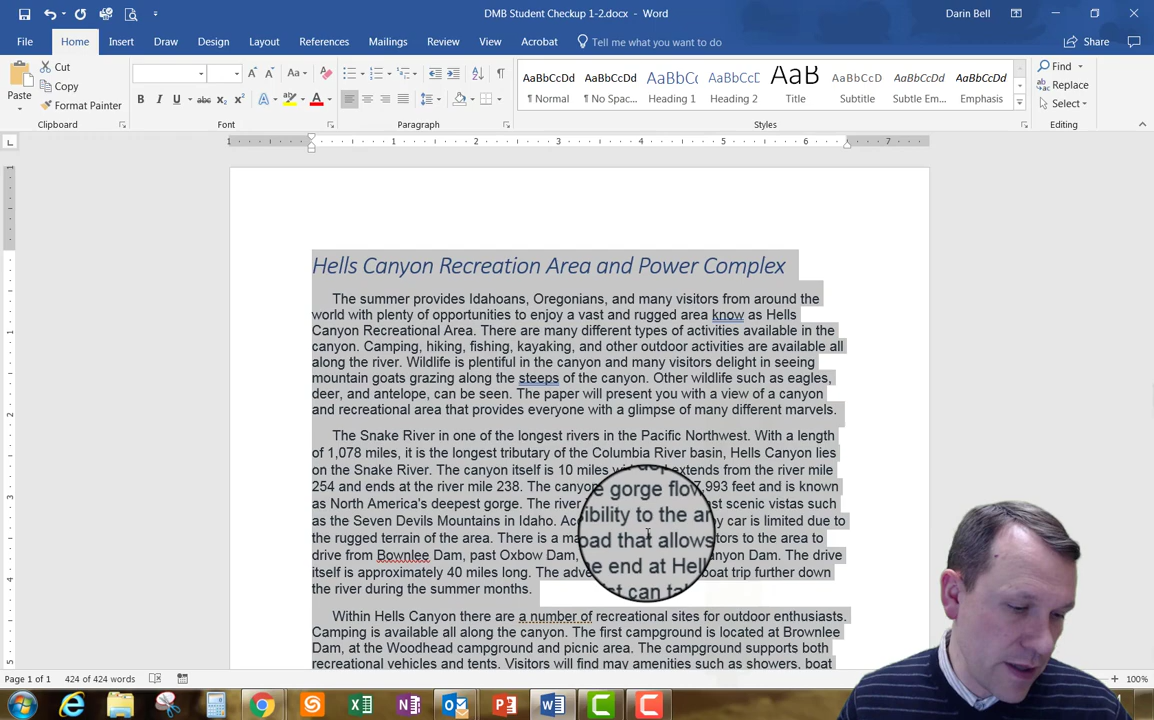 DMB Student Checkup 1-2.docx - Word
Darin Bell
File Home Insert Draw Design Layout References Mailings Review View Acrobat Tell me what you want to do Share
Paste
Cut
Copy
Format Painter
Clipboard
Font
Paragraph
AaBbCcDd AaBbCcDd AaBbCc AaBbCcD AaB AaBbCcD AaBbCcDd AaBbCcDd
¶ Normal ¶ No Spac... Heading 1 Heading 2 Title Subtitle Subtle Em... Emphasis
Styles
Find
Replace
Select
Editing
Hells Canyon Recreation Area and Power Complex
The summer provides Idahoans, Oregonians, and many visitors from around the
world with plenty of opportunities to enjoy a vast and rugged area know as Hells
Canyon Recreational Area. There are many different types of activities available in the
canyon. Camping, hiking, fishing, kayaking, and other outdoor activities are available all
along the river. Wildlife is plentiful in the canyon and many visitors delight in seeing
mountain goats grazing along the steeps of the canyon. Other wildlife such as eagles,
deer, and antelope, can be seen. The paper will present you with a view of a canyon
and recreational area that provides everyone with a glimpse of many different marvels.
The Snake River in one of the longest rivers in the Pacific Northwest. With a length
of 1,078 miles, it is the longest tributary of the Columbia River basin, Hells Canyon lies
on the Snake River. The canyon itself is 10 miles extends from the river mile
254 and ends at the river mile 238. The canyon gorge 7,993 feet and is known
as North America's deepest gorge. The river scenic vistas such
as the Seven Devils Mountains in Idaho. to the by car is limited due to
the rugged terrain of the area. There is a that allows to the area to
drive from Bownlee Dam, past Oxbow Dam, end at Dam. The drive
itself is approximately 40 miles long. The can boat trip further down
the river during the summer months.
Within Hells Canyon there are a number of recreational sites for outdoor enthusiasts.
Camping is available all along the canyon. The first campground is located at Brownlee
Dam, at the Woodhead campground and picnic area. The campground supports both
recreational vehicles and tents. Visitors will find may amenities such as showers, boat
Page 1 of 1 424 of 424 words 100%